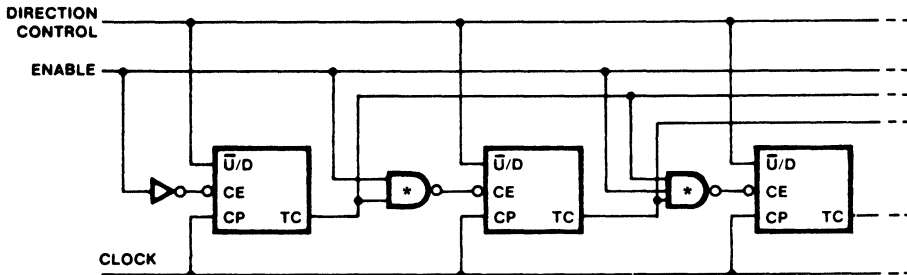 DIRECTION
CONTROL
ENABLE
U̅/D
CE
CP TC
*
U̅/D
CE
CP TC
*
U̅/D
CE
CP TC
CLOCK